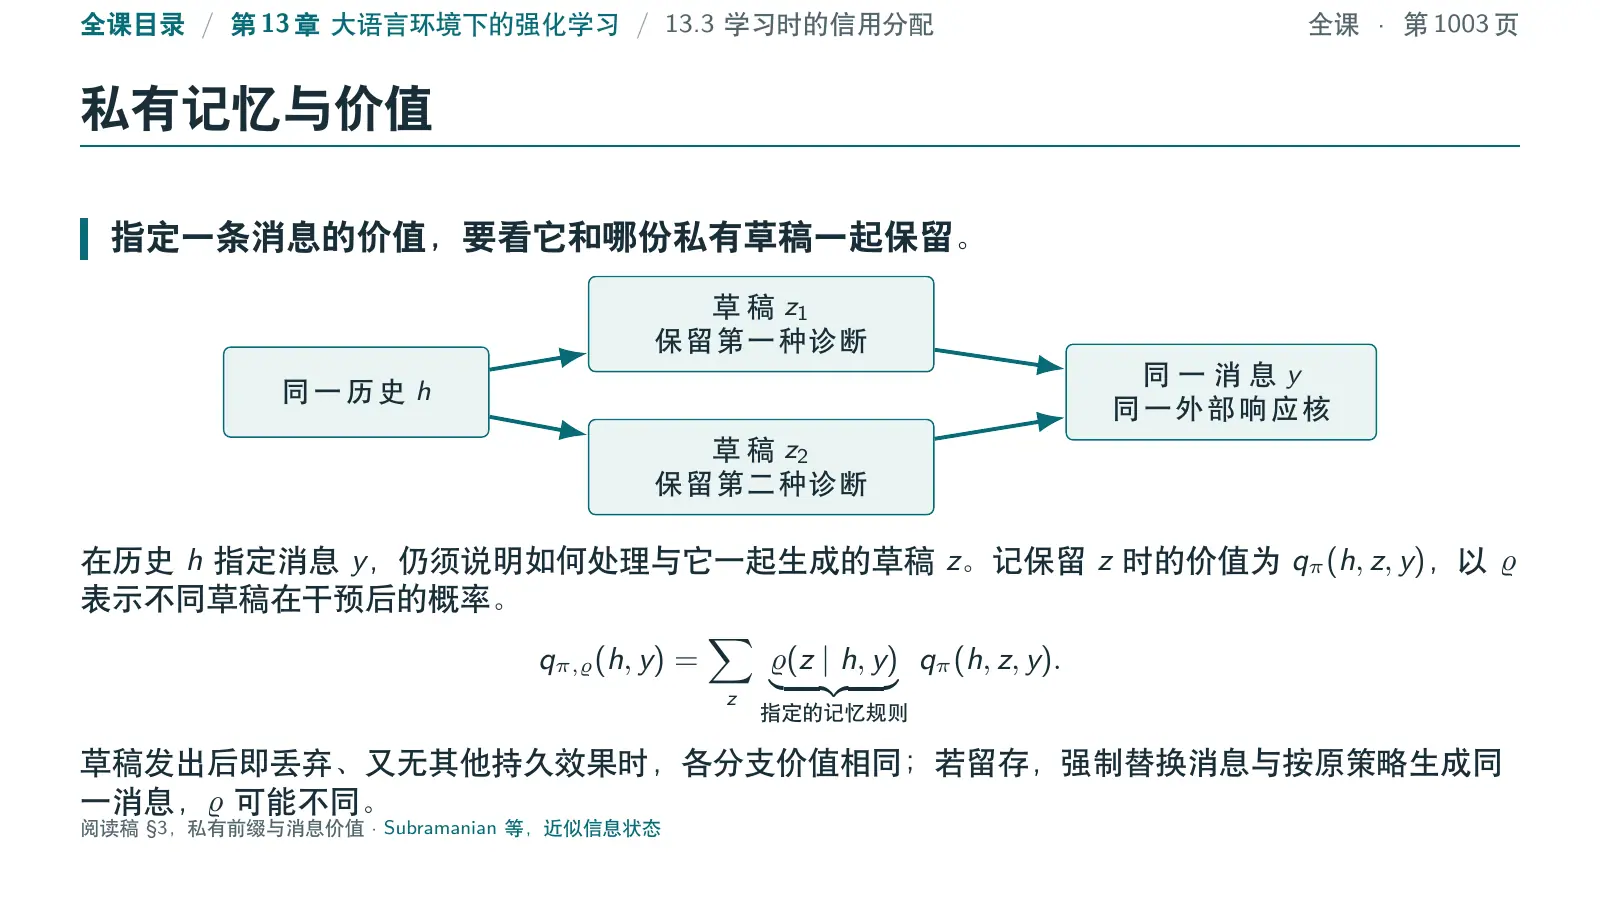 全课目录 / 第13章 大语言环境下的强化学习 / 13.3 学习时的信用分配
全课 · 第1003页
私有记忆与价值
指定一条消息的价值，要看它和哪份私有草稿一起保留。
草稿 z₁
保留第一种诊断
同一历史 h
同一消息 y
同一外部响应核
草稿 z₂
保留第二种诊断
在历史 h 指定消息 y，仍须说明如何处理与它一起生成的草稿 z。记保留 z 时的价值为 qπ(h, z, y)，以 ϱ
表示不同草稿在干预后的概率。
qπ,ϱ(h, y) = ∑z ϱ(z | h, y) qπ(h, z, y).
指定的记忆规则
草稿发出后即丢弃、又无其他持久效果时，各分支价值相同；若留存，强制替换消息与按原策略生成同
一消息，ϱ 可能不同。
阅读稿 §3，私有前缀与消息价值 · Subramanian 等，近似信息状态